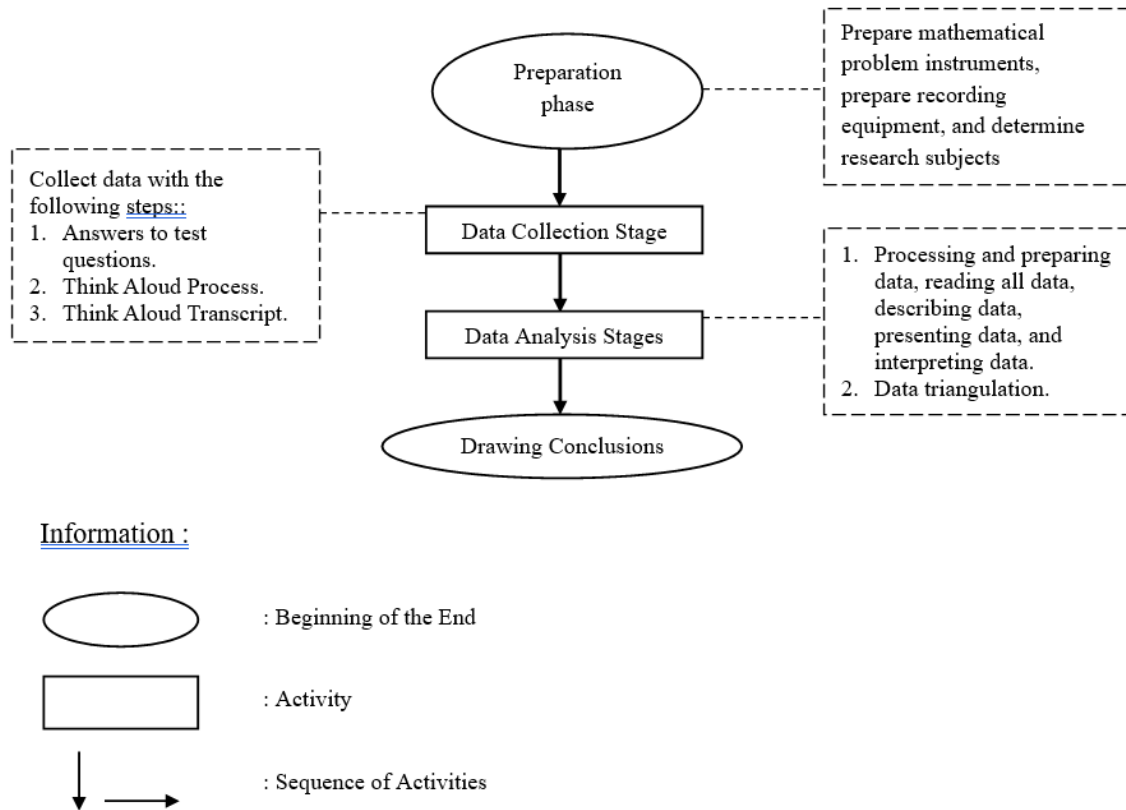 Preparation
phase
Prepare mathematical
problem instruments,
prepare recording
equipment, and determine
research subjects
Collect data with the
following steps::
1. Answers to test
questions.
2. Think Aloud Process.
3. Think Aloud Transcript.
Data Collection Stage
1. Processing and preparing
data, reading all data,
describing data,
presenting data, and
interpreting data.
2. Data triangulation.
Data Analysis Stages
Drawing Conclusions
Information :
: Beginning of the End
: Activity
: Sequence of Activities